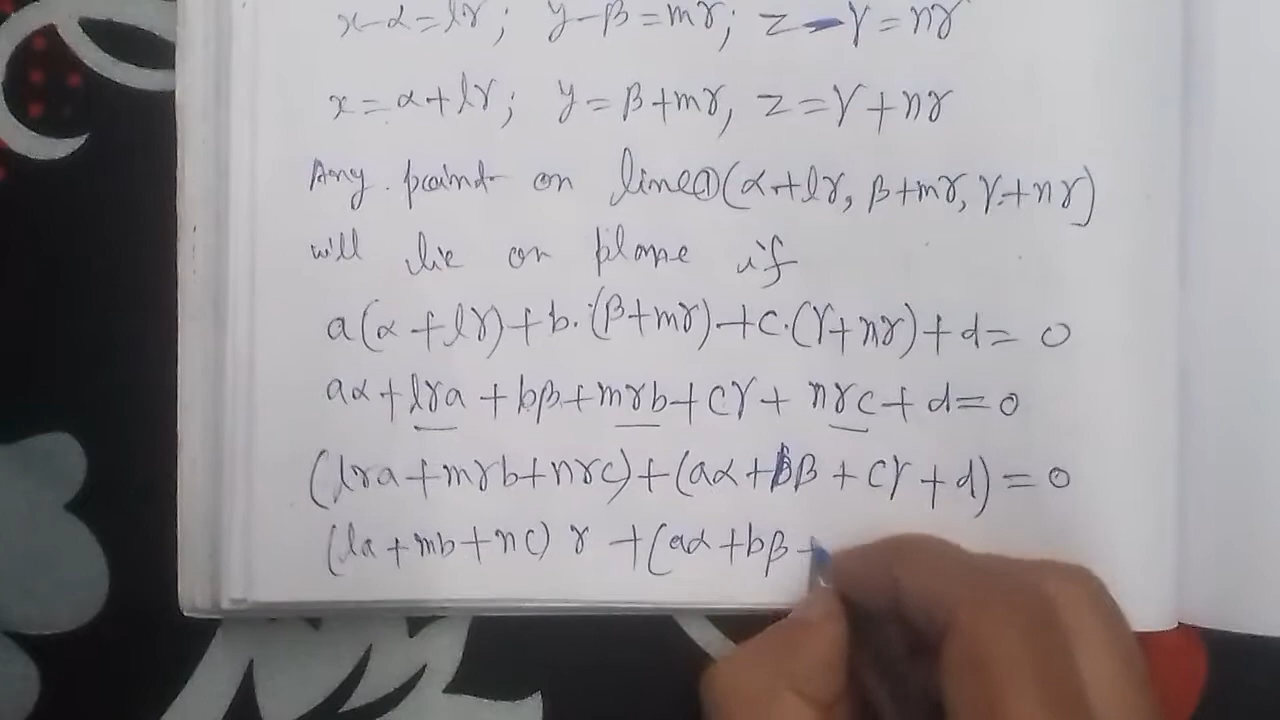 x-α=lr; y-β=mr; z-γ=nr
x=α+lr; y=β+mr, z=γ+nr
Any point on line①(α+lr, β+mr, γ+nr)
will lie on plane if
a(α+lr)+b.(β+mr)+c.(γ+nr)+d=0
aα+lra+bβ+mrb+cγ+nrc+d=0
(lra+mrb+nrc)+(aα+bβ+cγ+d)=0
(la+mb+nc)r+(aα+bβ+